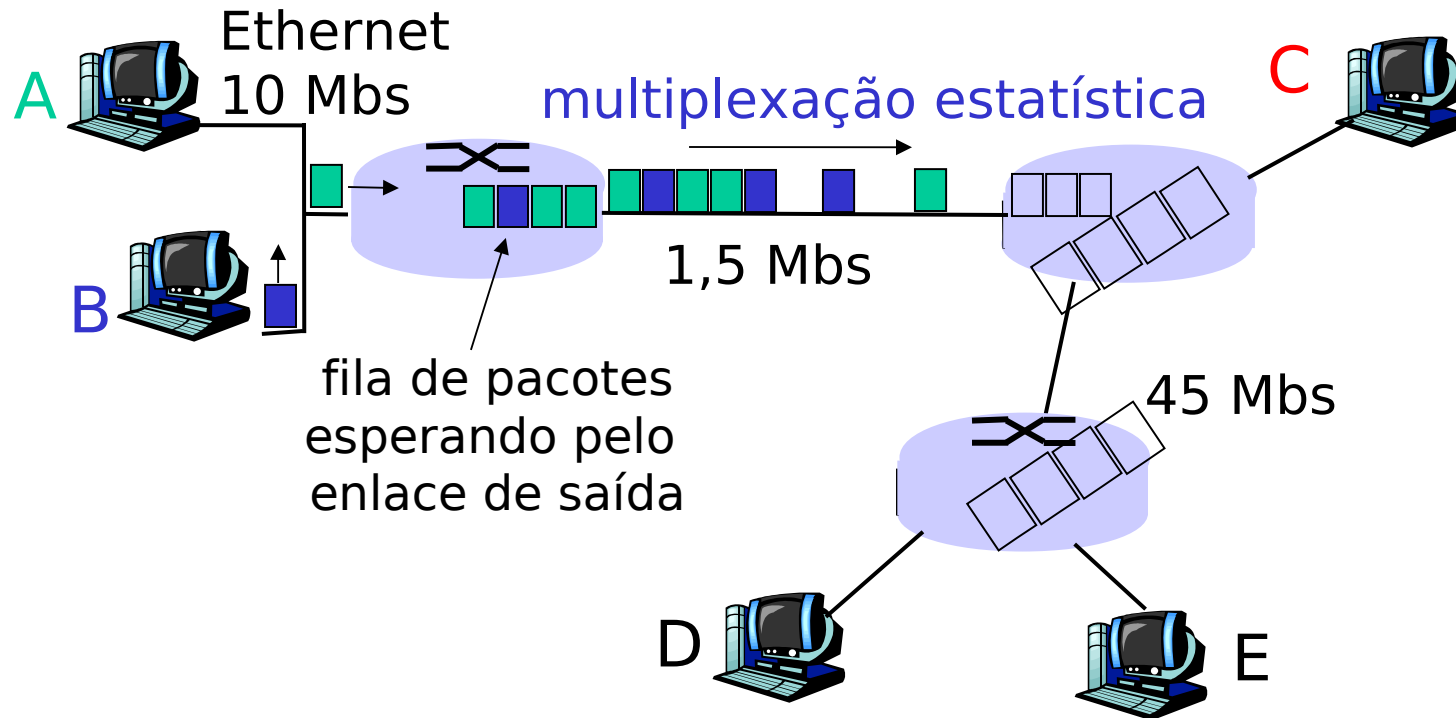 Ethernet
10 Mbs
A
multiplexação estatística
C
B
1,5 Mbs
fila de pacotes
esperando pelo
enlace de saída
45 Mbs
D
E